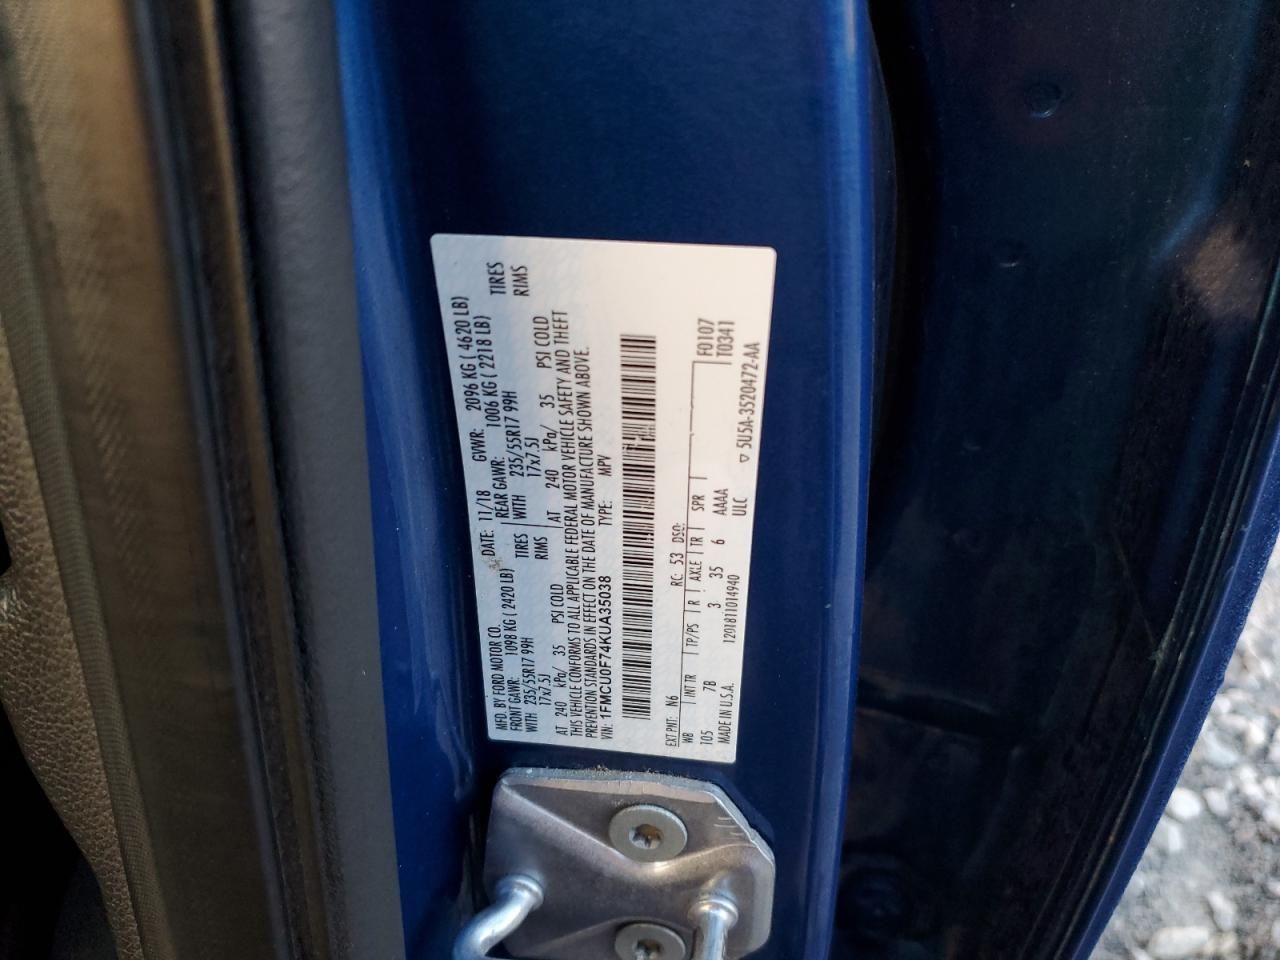 MFD. BY FORD MOTOR CO. DATE: 11/18 GVWR: 2096 KG ( 4620 LB)
FRONT GAWR: 1098 KG ( 2420 LB) REAR GAWR: 1006 KG ( 2218 LB)
WITH 235/55R17 99H TIRES WITH 235/55R17 99H TIRES
17x7.5J RIMS 17x7.5J RIMS
AT 240 kPa/ 35 PSI COLD AT 240 kPa/ 35 PSI COLD
THIS VEHICLE CONFORMS TO ALL APPLICABLE FEDERAL MOTOR VEHICLE SAFETY AND THEFT
PREVENTION STANDARDS IN EFFECT ON THE DATE OF MANUFACTURE SHOWN ABOVE.
VIN: 1FMCU0F74KUA35038 TYPE: MPV
EXT PNT: N6 RC: 53 DSO: F0107
WB INT TR TP/PS R AXLE TR SPR T0341
105 7B 3 35 6 AAAA
MADE IN U.S.A. 1201811014940 ULC ▽ 5U5A-3520472-AA